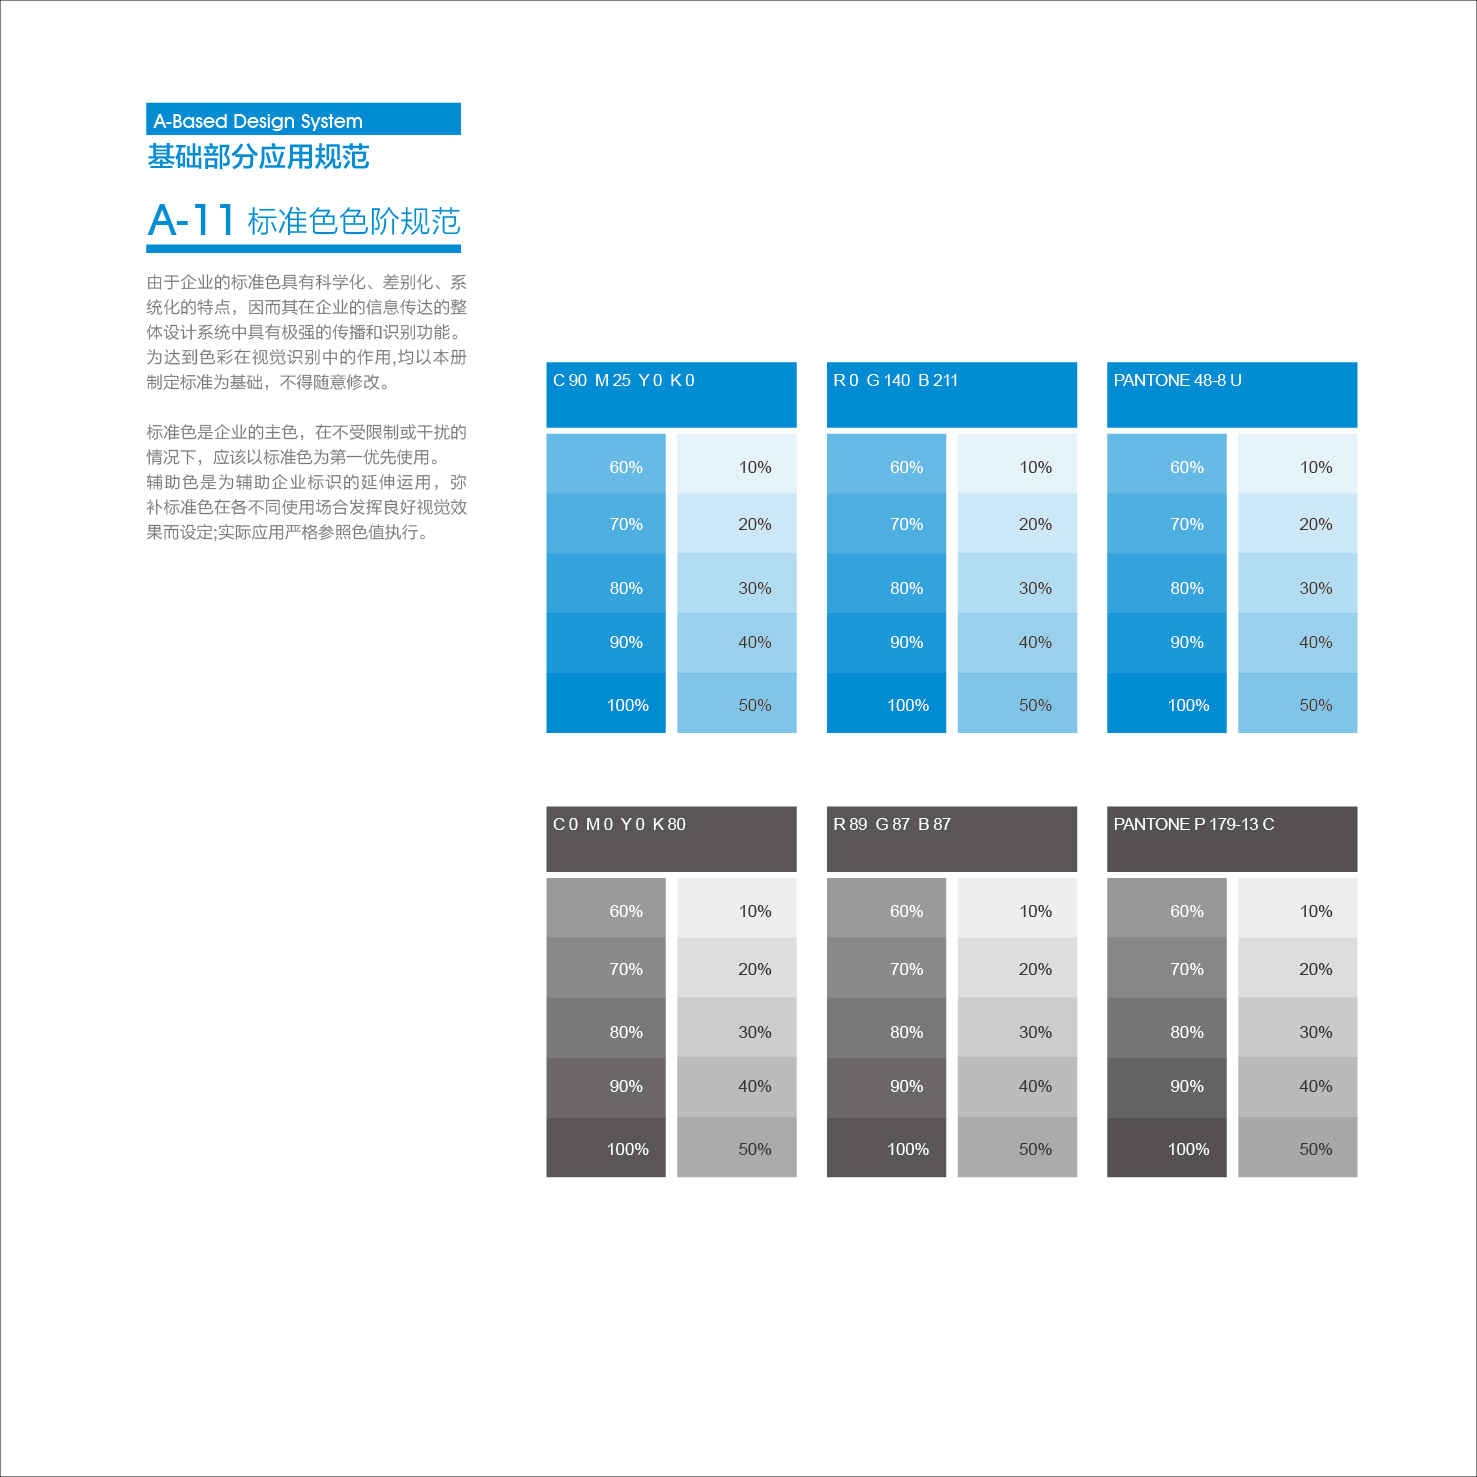 A-Based Design System
基础部分应用规范
A-11 标准色色阶规范
由于企业的标准色具有科学化、差别化、系
统化的特点，因而其在企业的信息传达的整
体设计系统中具有极强的传播和识别功能。
为达到色彩在视觉识别中的作用,均以本册
制定标准为基础，不得随意修改。
标准色是企业的主色，在不受限制或干扰的
情况下，应该以标准色为第一优先使用。
辅助色是为辅助企业标识的延伸运用，弥
补标准色在各不同使用场合发挥良好视觉效
果而设定;实际应用严格参照色值执行。
C 90 M 25 Y 0 K 0
60% 10%
70% 20%
80% 30%
90% 40%
100% 50%
R 0 G 140 B 211
60% 10%
70% 20%
80% 30%
90% 40%
100% 50%
PANTONE 48-8 U
60% 10%
70% 20%
80% 30%
90% 40%
100% 50%
C 0 M 0 Y 0 K 80
60% 10%
70% 20%
80% 30%
90% 40%
100% 50%
R 89 G 87 B 87
60% 10%
70% 20%
80% 30%
90% 40%
100% 50%
PANTONE P 179-13 C
60% 10%
70% 20%
80% 30%
90% 40%
100% 50%